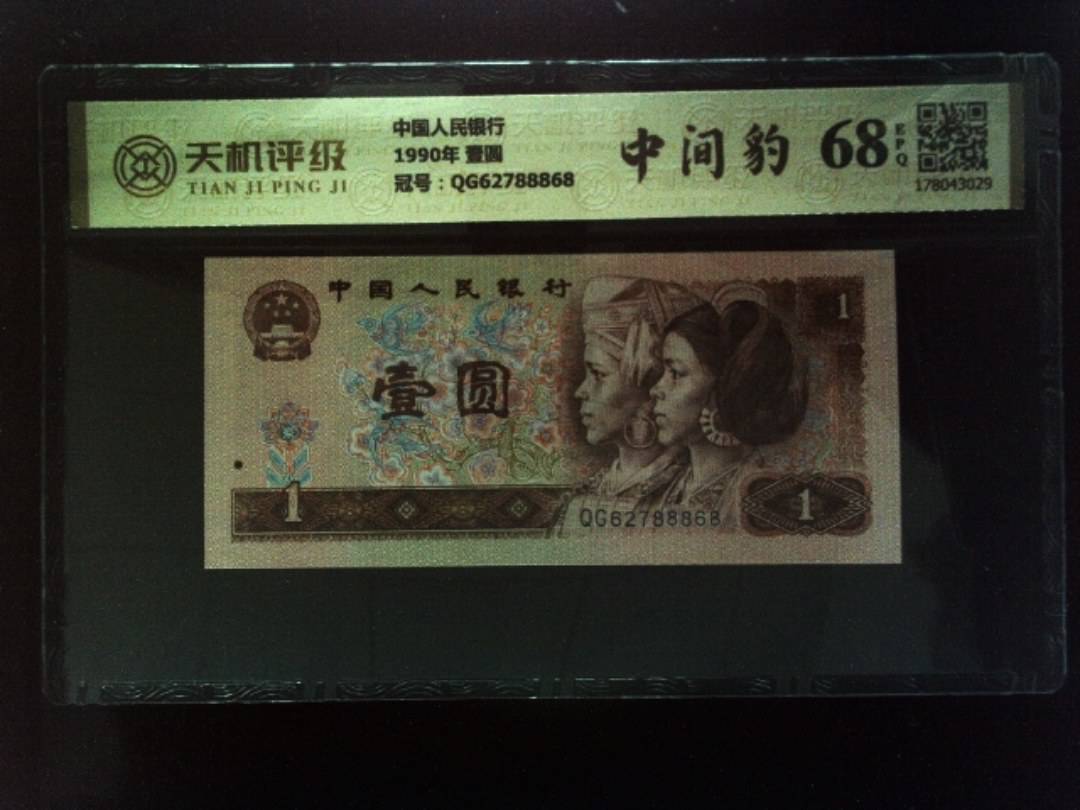 天机评级
TIAN JI PING JI
中国人民银行
1990年 壹圆
冠号：QG62788868
中间豹
68
EPQ
178043029
中国人民银行
1
壹圆
1
QG62788868
1